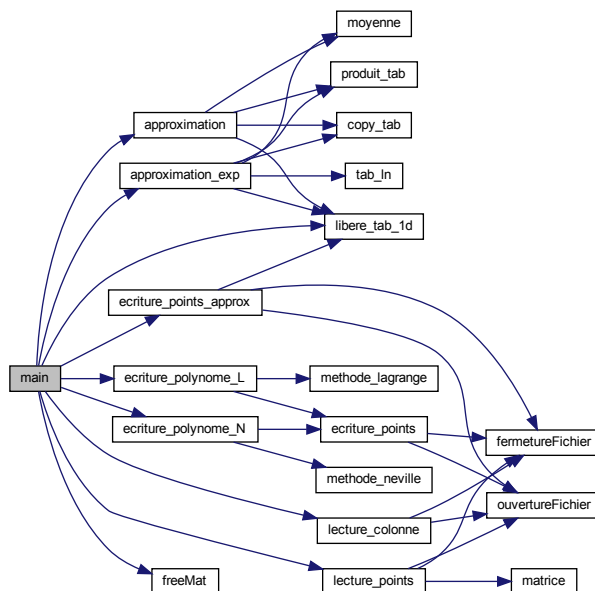 moyenne
produit_tab
approximation
copy_tab
approximation_exp
tab_ln
libere_tab_1d
ecriture_points_approx
main
ecriture_polynome_L
methode_lagrange
ecriture_polynome_N
ecriture_points
fermetureFichier
methode_neville
ouvertureFichier
lecture_colonne
freeMat
lecture_points
matrice